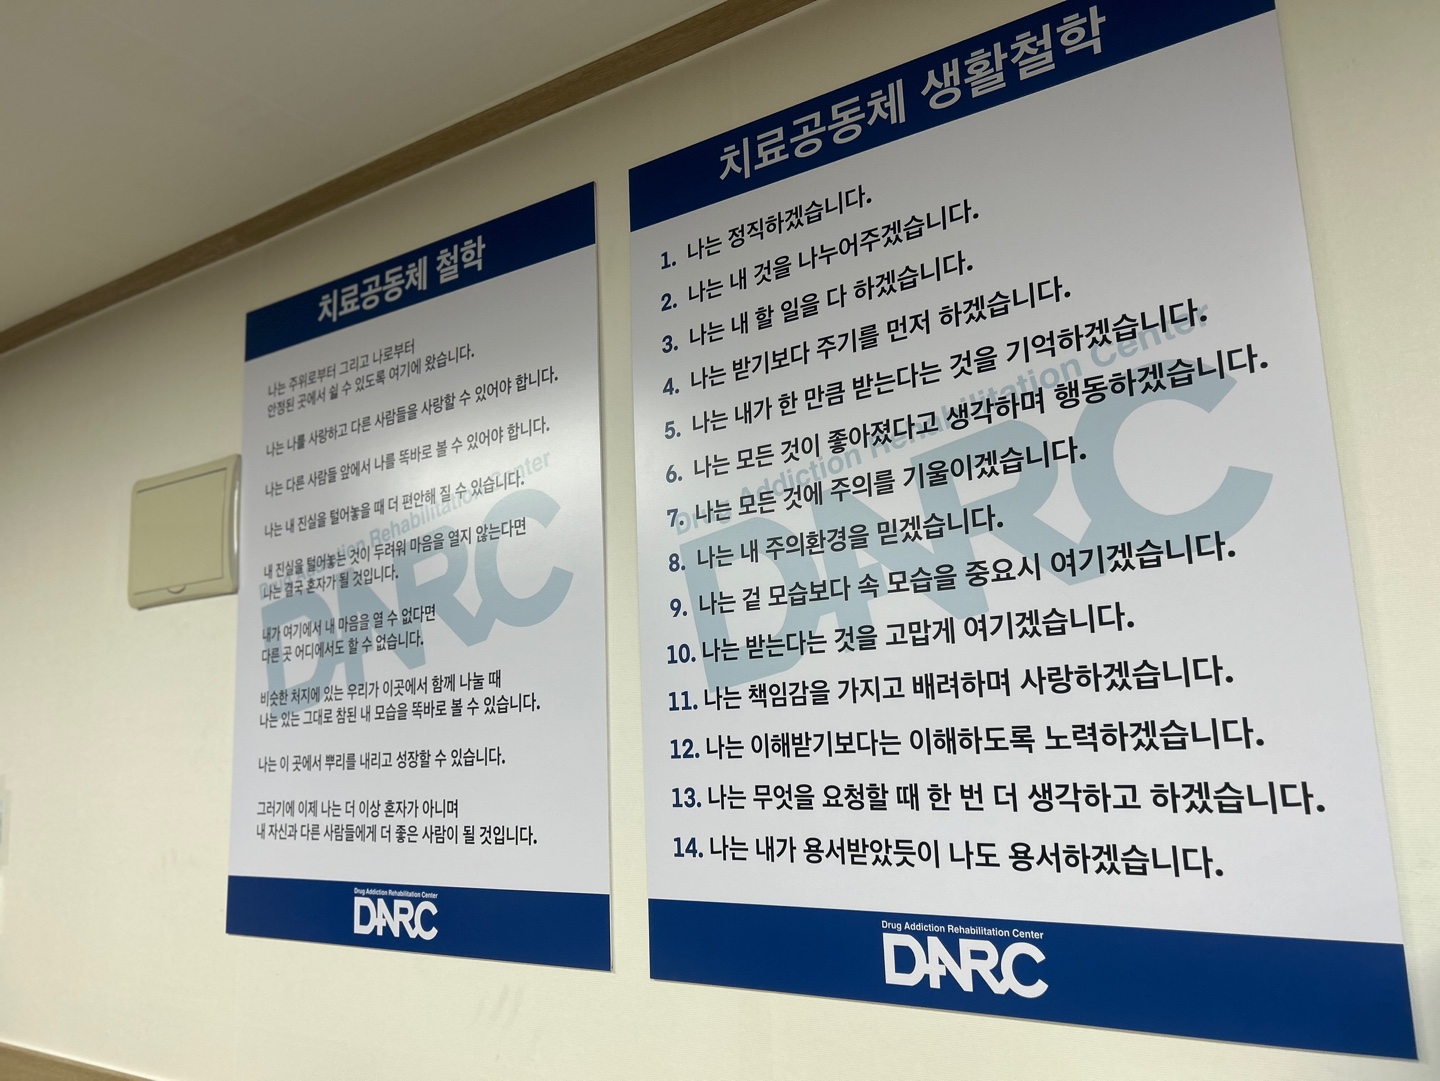 치료공동체 철학
나는 주위로부터 그리고 나로부터
안정된 곳에서 쉴 수 있도록 여기에 왔습니다.
나는 나를 사랑하고 다른 사람들을 사랑할 수 있어야 합니다.
나는 다른 사람들 앞에서 나를 똑바로 볼 수 있어야 합니다.
나는 내 진실을 털어놓을 때 더 편안해 질 수 있습니다.
내 진실을 털어놓는 것이 두려워 마음을 열지 않는다면
나는 결국 혼자가 될 것입니다.
내가 여기에서 내 마음을 열 수 없다면
다른 곳 어디에서도 할 수 없습니다.
비슷한 처지에 있는 우리가 이곳에서 함께 나눌 때
나는 있는 그대로 참된 내 모습을 똑바로 볼 수 있습니다.
나는 이 곳에서 뿌리를 내리고 성장할 수 있습니다.
그러기에 이제 나는 더 이상 혼자가 아니며
내 자신과 다른 사람들에게 더 좋은 사람이 될 것입니다.
Drug Addiction Rehabilitation Center
DARC
Drug Addiction Rehabilitation Center
DARC
치료공동체 생활철학
1. 나는 정직하겠습니다.
2. 나는 내 것을 나누어주겠습니다.
3. 나는 내 할 일을 다 하겠습니다.
4. 나는 받기보다 주기를 먼저 하겠습니다.
5. 나는 내가 한 만큼 받는다는 것을 기억하겠습니다.
6. 나는 모든 것이 좋아졌다고 생각하며 행동하겠습니다.
7. 나는 모든 것에 주의를 기울이겠습니다.
8. 나는 내 주의환경을 믿겠습니다.
9. 나는 겉 모습보다 속 모습을 중요시 여기겠습니다.
10. 나는 받는다는 것을 고맙게 여기겠습니다.
11. 나는 책임감을 가지고 배려하며 사랑하겠습니다.
12. 나는 이해받기보다는 이해하도록 노력하겠습니다.
13. 나는 무엇을 요청할 때 한 번 더 생각하고 하겠습니다.
14. 나는 내가 용서받았듯이 나도 용서하겠습니다.
Drug Addiction Rehabilitation Center
DARC
Drug Addiction Rehabilitation Center
DARC